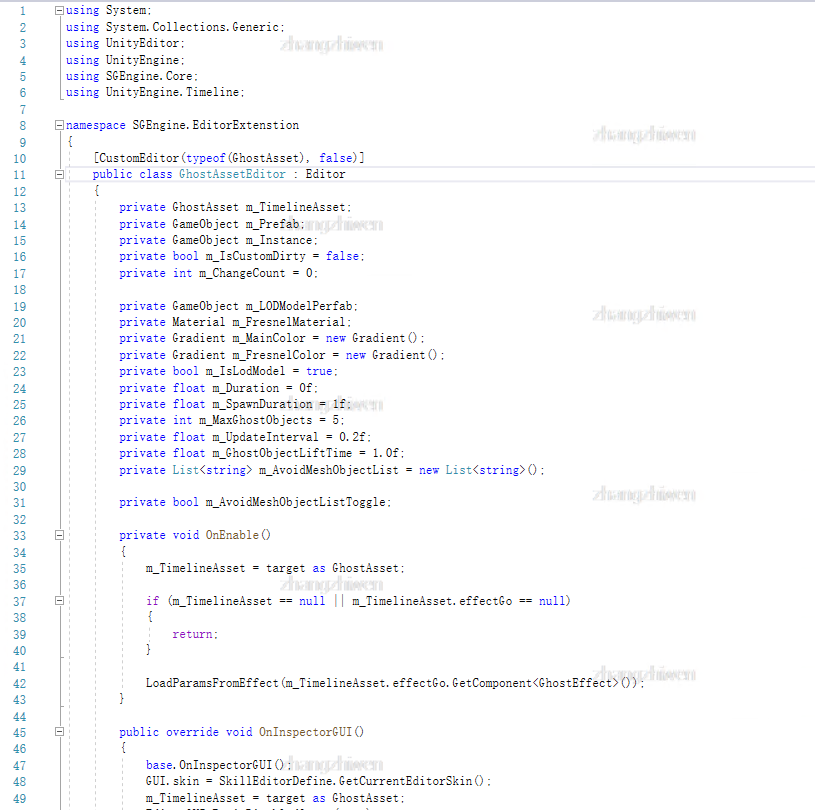 1 using System;
2 using System.Collections.Generic;
3 using UnityEditor;
4 using UnityEngine;
5 using SGEngine.Core;
6 using UnityEngine.Timeline;
7
8 namespace SGEngine.EditorExtenstion
9 {
10 [CustomEditor(typeof(GhostAsset), false)]
11 public class GhostAssetEditor : Editor
12 {
13 private GhostAsset m_TimelineAsset;
14 private GameObject m_Prefab;
15 private GameObject m_Instance;
16 private bool m_IsCustomDirty = false;
17 private int m_ChangeCount = 0;
18
19 private GameObject m_LODModelPerfab;
20 private Material m_FresnelMaterial;
21 private Gradient m_MainColor = new Gradient();
22 private Gradient m_FresnelColor = new Gradient();
23 private bool m_IsLodModel = true;
24 private float m_Duration = 0f;
25 private float m_SpawnDuration = 1f;
26 private int m_MaxGhostObjects = 5;
27 private float m_UpdateInterval = 0.2f;
28 private float m_GhostObjectLiftTime = 1.0f;
29 private List<string> m_AvoidMeshObjectList = new List<string>();
30
31 private bool m_AvoidMeshObjectListToggle;
32
33 private void OnEnable()
34 {
35 m_TimelineAsset = target as GhostAsset;
36
37 if (m_TimelineAsset == null || m_TimelineAsset.effectGo == null)
38 {
39 return;
40 }
41
42 LoadParamsFromEffect(m_TimelineAsset.effectGo.GetComponent<GhostEffect>());
43 }
44
45 public override void OnInspectorGUI()
46 {
47 base.OnInspectorGUI();
48 GUI.skin = SkillEditorDefine.GetCurrentEditorSkin();
49 m_TimelineAsset = target as GhostAsset;
zhangzhiwen
zhangzhiwen
zhangzhiwen
zhangzhiwen
zhangzhiwen
zhangzhiwen
zhangzhiwen
zhangzhiwen
zhangzhiwen